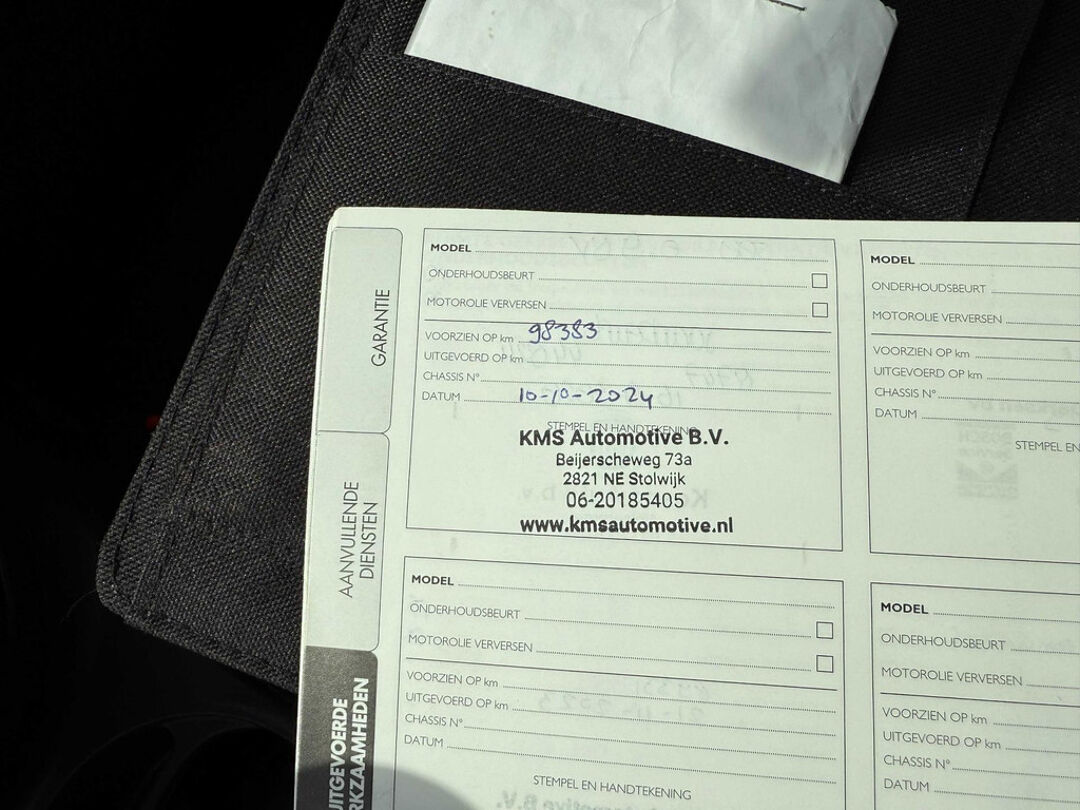 GARANTIE
AANVULLENDE
DIENSTEN
UITGEVOERDE
WERKZAAMHEDEN
MODEL
ONDERHOUDSBEURT
MOTOROLIE VERVERSEN
VOORZIEN OP km 98383
UITGEVOERD OP km
CHASSIS N°
DATUM 10-10-2024
STEMPEL EN HANDTEKENING
KMS Automotive B.V.
Beijerscheweg 73a
2821 NE Stolwijk
06-20185405
www.kmsautomotive.nl
MODEL
ONDERHOUDSBEURT
MOTOROLIE VERVERSEN
VOORZIEN OP km
UITGEVOERD OP km
CHASSIS N°
DATUM
STEMPEL EN
MODEL
ONDERHOUDSBEURT
MOTOROLIE VERVERSEN
VOORZIEN OP km
UITGEVOERD OP km
CHASSIS N°
DATUM
STEMPEL EN HANDTEKENING
MODEL
ONDERHOUDSBEURT
MOTOROLIE VERVERSEN
VOORZIEN OP km
UITGEVOERD OP km
CHASSIS N°
DATUM